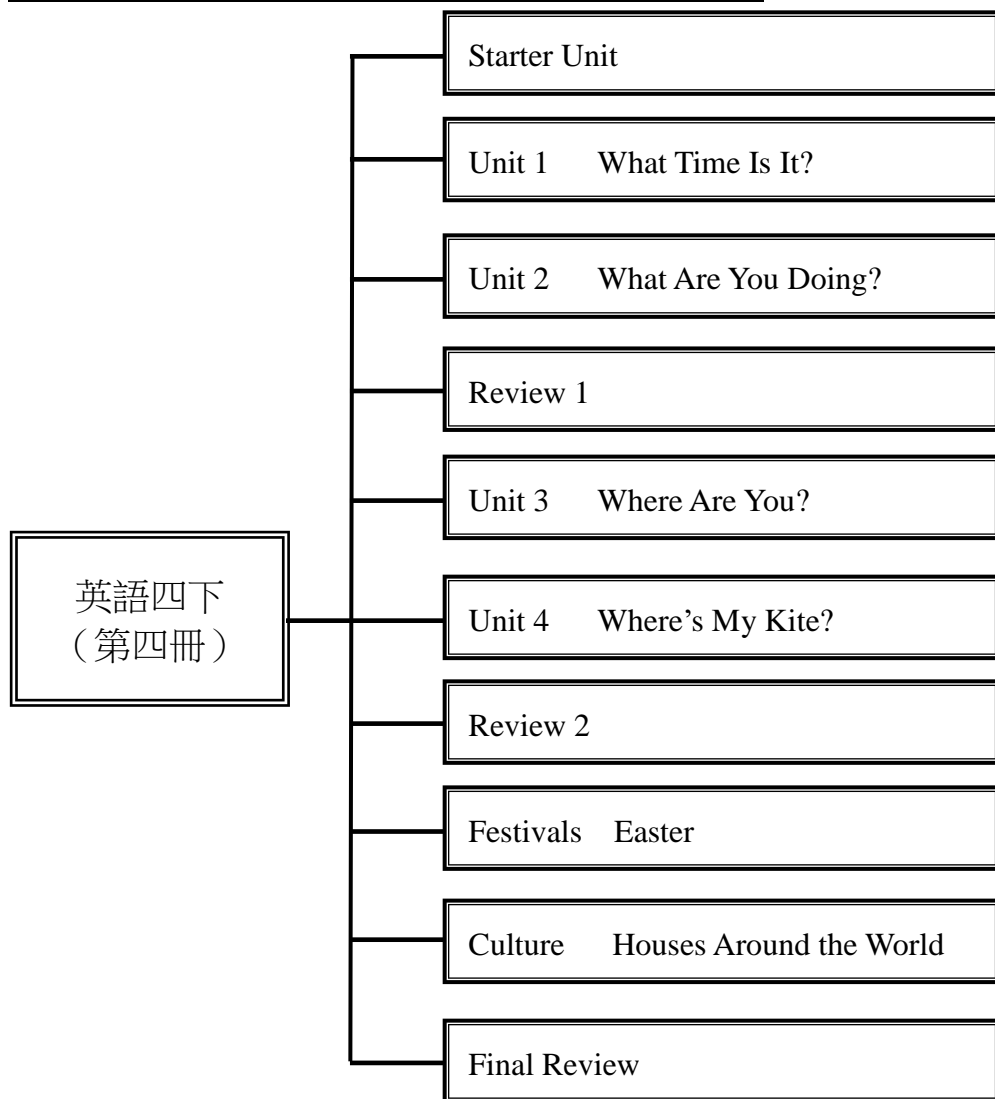 Starter Unit
Unit 1 What Time Is It?
Unit 2 What Are You Doing?
Review 1
Unit 3 Where Are You?
英語四下
（第四冊）
Unit 4 Where’s My Kite?
Review 2
Festivals Easter
Culture Houses Around the World
Final Review